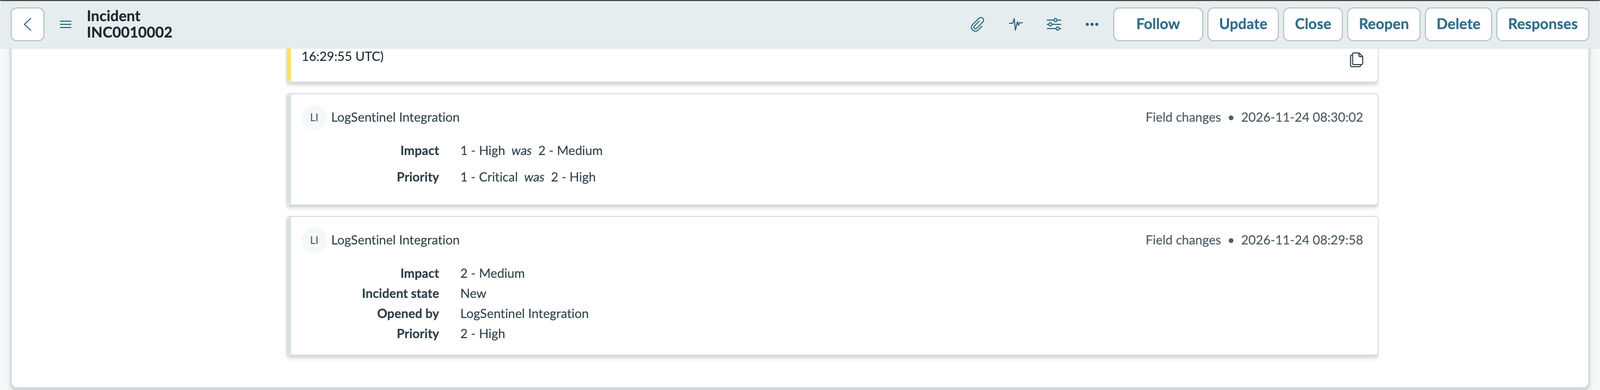 Incident
INC0010002
Follow
Update
Close
Reopen
Delete
Responses
16:29:55 UTC)
LI LogSentinel Integration Field changes • 2026-11-24 08:30:02
Impact 1 - High was 2 - Medium
Priority 1 - Critical was 2 - High
LI LogSentinel Integration Field changes • 2026-11-24 08:29:58
Impact 2 - Medium
Incident state New
Opened by LogSentinel Integration
Priority 2 - High